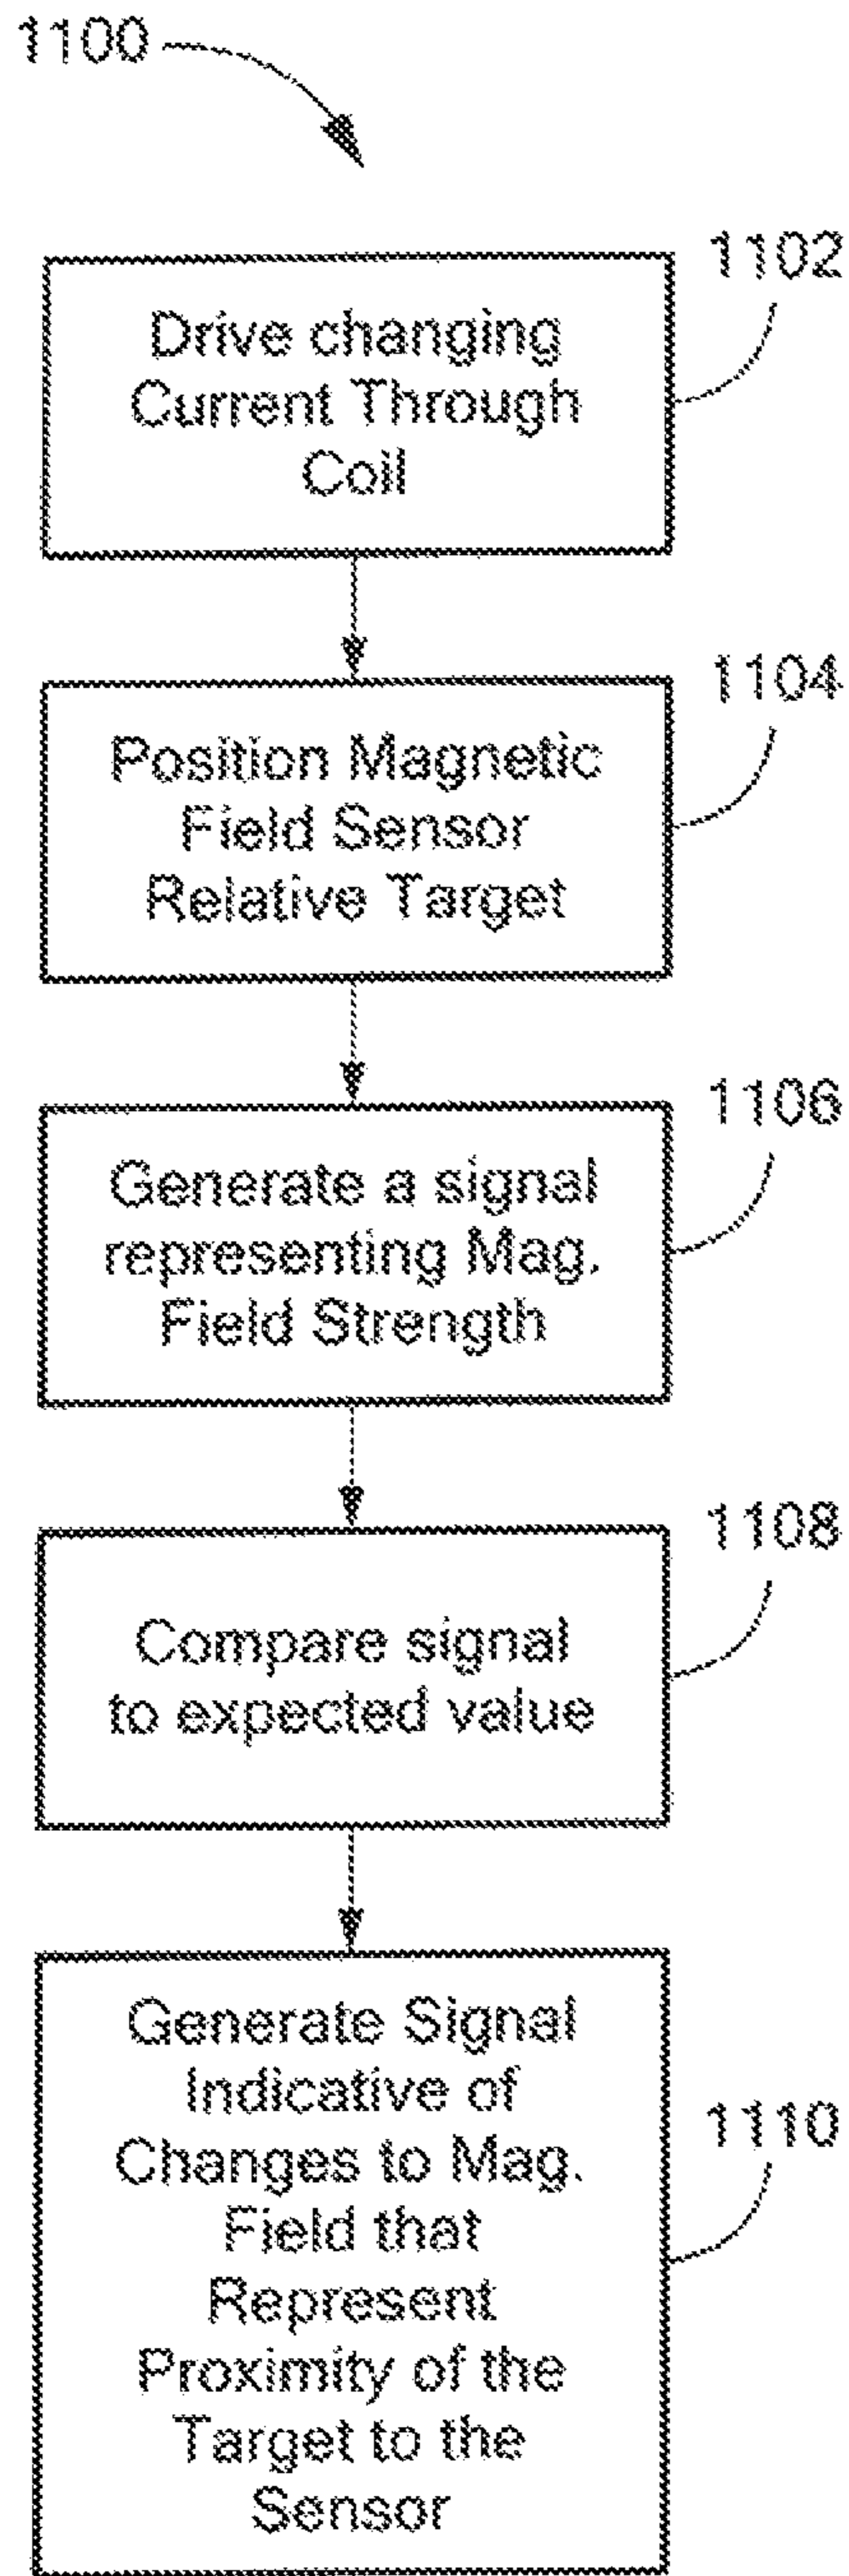 1100
1102
Drive changing
Current Through
Coil
1104
Position Magnetic
Field Sensor
Relative Target
1106
Generate a signal
representing Mag.
Field Strength
1108
Compare signal
to expected value
1110
Generate Signal
Indicative of
Changes to Mag.
Field that
Represent
Proximity of the
Target to the
Sensor